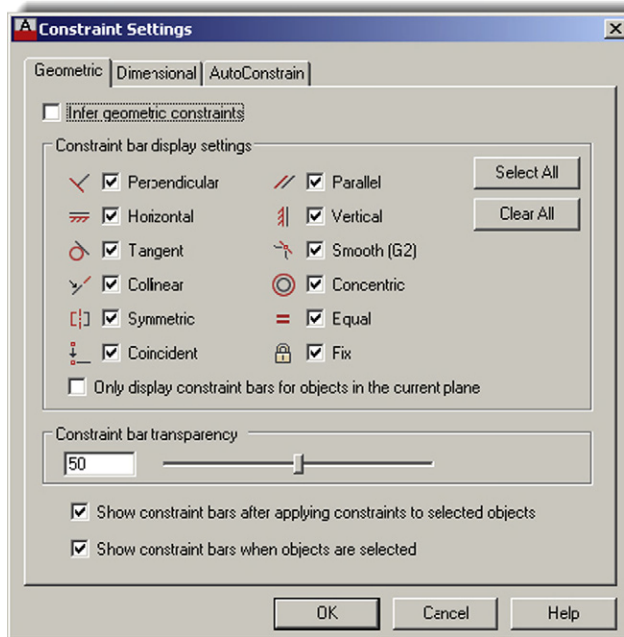 Constraint Settings
Geometric Dimensional AutoConstrain
Infer geometric constraints
Constraint bar display settings
Perpendicular Parallel Select All
Horizontal Vertical Clear All
Tangent Smooth (G2)
Collinear Concentric
Symmetric Equal
Coincident Fix
Only display constraint bars for objects in the current plane
Constraint bar transparency
50
Show constraint bars after applying constraints to selected objects
Show constraint bars when objects are selected
OK Cancel Help